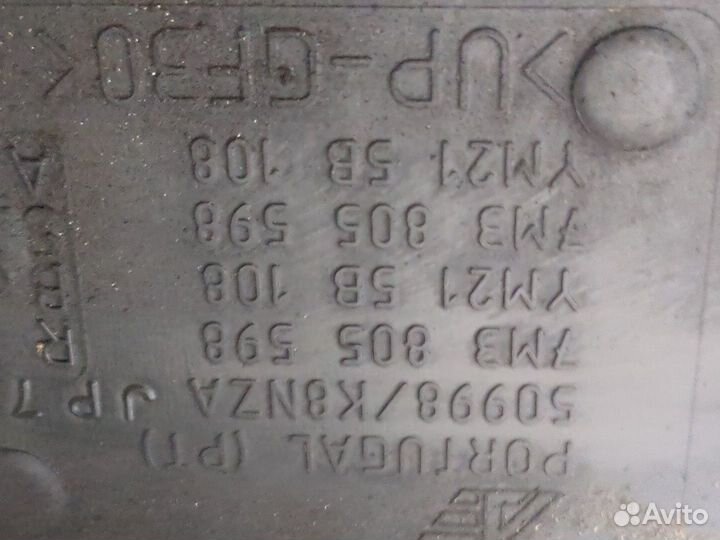 PORTUGAL (PT)
50998/K8NZA JP7
7M3 805 598
YM21 5B 108
7M3 805 598
YM21 5B 108
>UP-GF30<
Avito